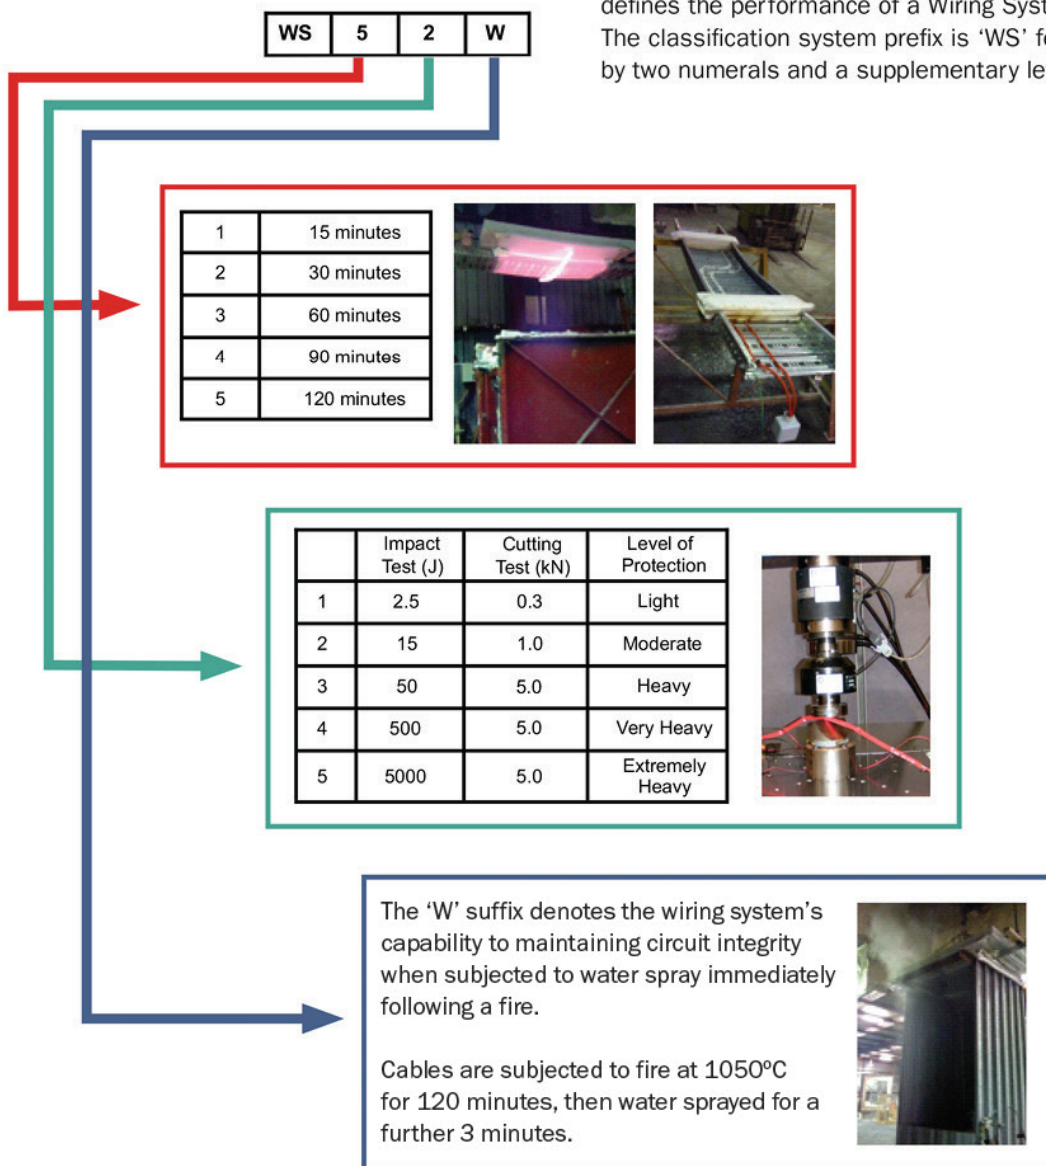 defines the performance of a Wiring
The classification system prefix is ‘WS’
by two numerals and a supplementary
WS 5 2 W
1 15 minutes
2 30 minutes
3 60 minutes
4 90 minutes
5 120 minutes
Impact Cutting Level of
Test (J) Test (kN) Protection
1 2.5 0.3 Light
2 15 1.0 Moderate
3 50 5.0 Heavy
4 500 5.0 Very Heavy
5 5000 5.0 Extremely
Heavy
The ‘W’ suffix denotes the wiring system’s
capability to maintaining circuit integrity
when subjected to water spray immediately
following a fire.
Cables are subjected to fire at 1050ºC
for 120 minutes, then water sprayed for a
further 3 minutes.